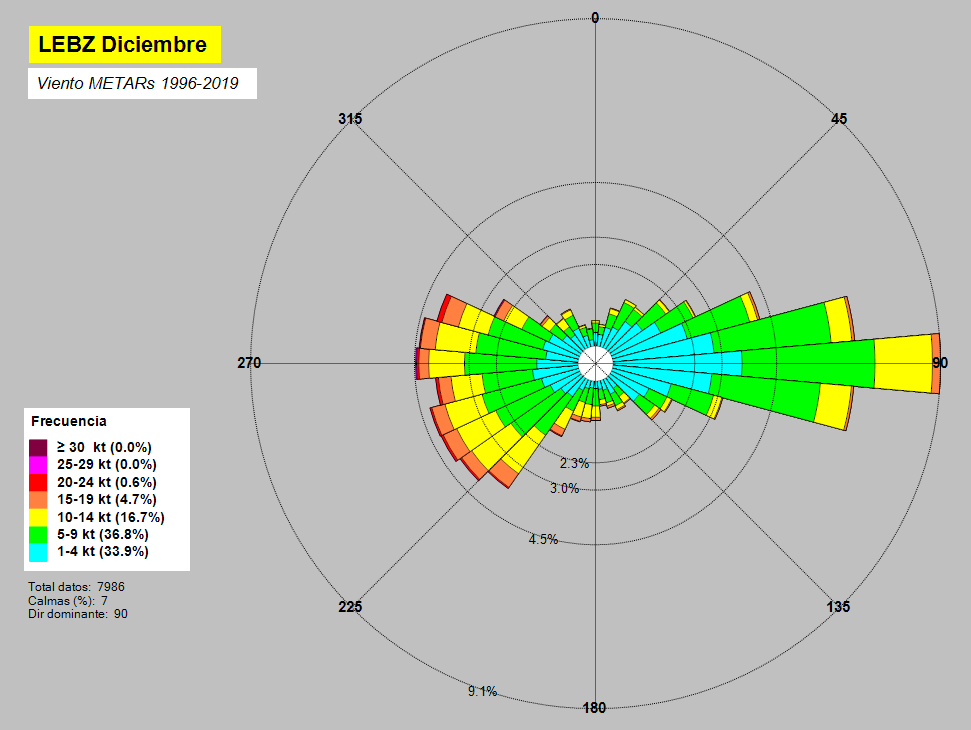 LEBZ Diciembre
Viento METARs 1996-2019
0
45
90
135
180
225
270
315
2.3%
3.0%
4.5%
9.1%
Frecuencia
≥ 30 kt (0.0%)
25-29 kt (0.0%)
20-24 kt (0.6%)
15-19 kt (4.7%)
10-14 kt (16.7%)
5-9 kt (36.8%)
1-4 kt (33.9%)
Total datos: 7986
Calmas (%): 7
Dir dominante: 90